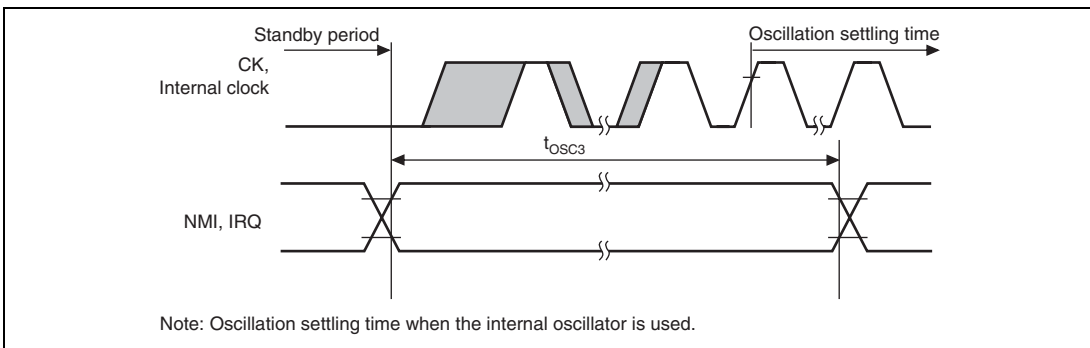 Standby period
Oscillation settling time
CK,
Internal clock
tOSC3
NMI, IRQ
Note: Oscillation settling time when the internal oscillator is used.